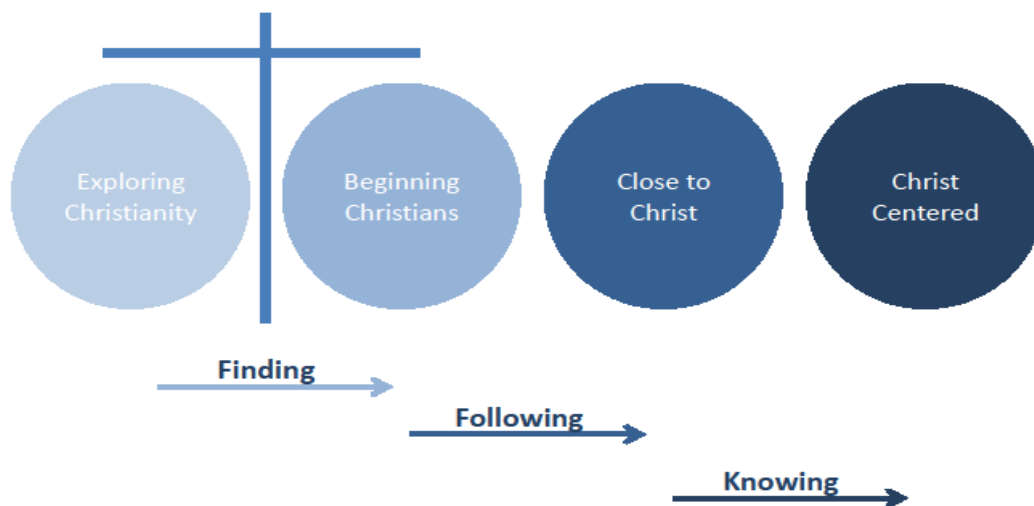 Exploring
Christianity
Beginning
Christians
Close to
Christ
Christ
Centered
Finding
Following
Knowing